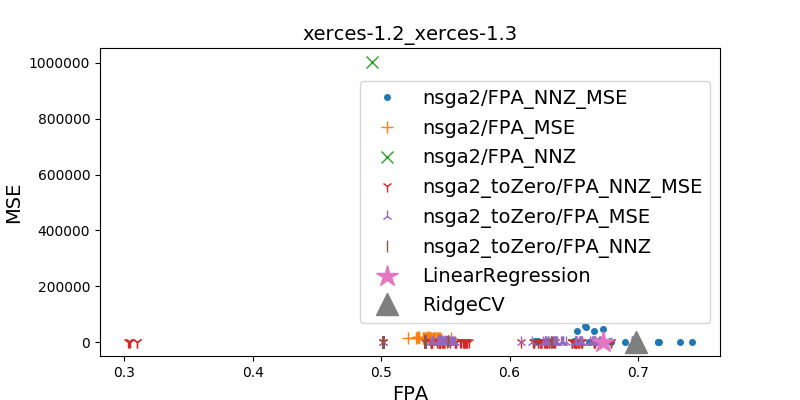 xerces-1.2_xerces-1.3
MSE
1000000
800000
600000
400000
200000
0
nsga2/FPA_NNZ_MSE
nsga2/FPA_MSE
nsga2/FPA_NNZ
nsga2_toZero/FPA_NNZ_MSE
nsga2_toZero/FPA_MSE
nsga2_toZero/FPA_NNZ
LinearRegression
RidgeCV
0.3 0.4 0.5 0.6 0.7
FPA